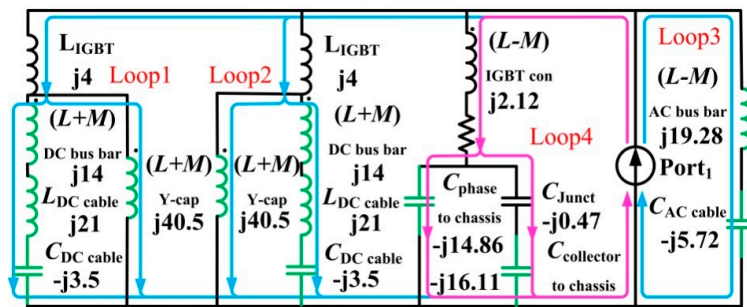 L_IGBT
j4
Loop1
(L+M)
DC bus bar
j14
L_DC cable
j21
C_DC cable
-j3.5
(L+M)
Y-cap
j40.5
Loop2
(L+M)
Y-cap
j40.5
L_IGBT
j4
(L+M)
DC bus bar
j14
L_DC cable
j21
C_DC cable
-j3.5
(L-M)
IGBT con
j2.12
Loop4
C_phase
to chassis
-j14.86
-j16.11
C_Junct
-j0.47
C_collector
to chassis
Port_1
Loop3
(L-M)
AC bus bar
j19.28
C_AC cable
-j5.72